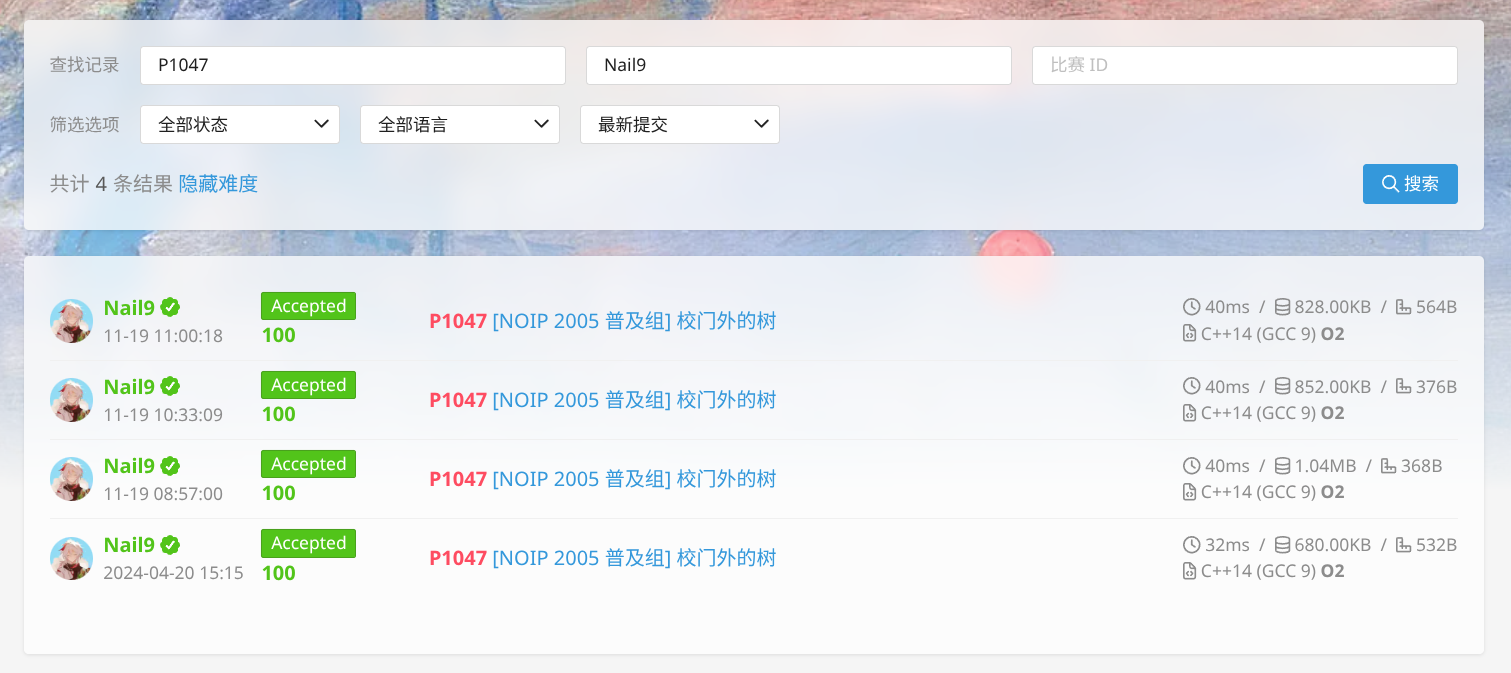 查找记录 P1047 Nail9 比赛 ID
筛选选项 全部状态 全部语言 最新提交
共计 4 条结果 隐藏难度 搜索
Nail9 Accepted P1047 [NOIP 2005 普及组] 校门外的树 40ms / 828.00KB / 564B
11-19 11:00:18 100 C++14 (GCC 9) O2
Nail9 Accepted P1047 [NOIP 2005 普及组] 校门外的树 40ms / 852.00KB / 376B
11-19 10:33:09 100 C++14 (GCC 9) O2
Nail9 Accepted P1047 [NOIP 2005 普及组] 校门外的树 40ms / 1.04MB / 368B
11-19 08:57:00 100 C++14 (GCC 9) O2
Nail9 Accepted P1047 [NOIP 2005 普及组] 校门外的树 32ms / 680.00KB / 532B
2024-04-20 15:15 100 C++14 (GCC 9) O2